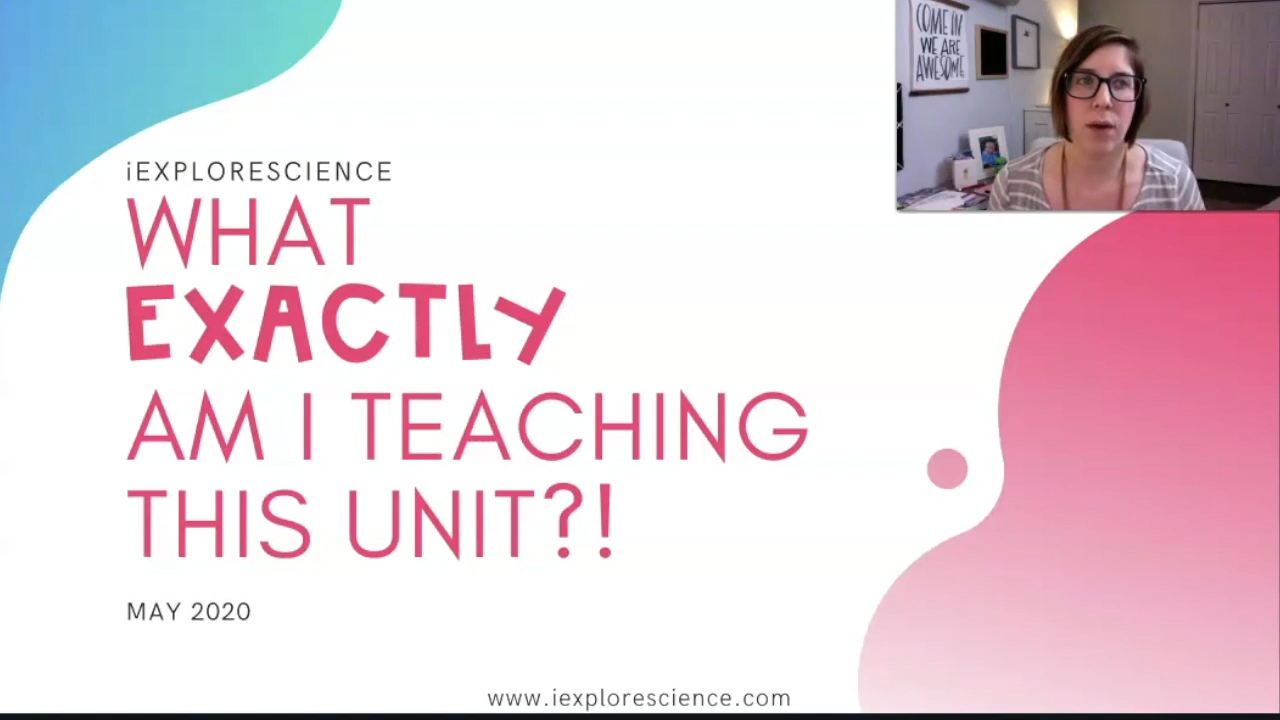 COME IN
WE ARE
AWESOME
iEXPLORESCIENCE
WHAT
EXACTLY
AM I TEACHING
THIS UNIT?!
MAY 2020
www.iexplorescience.com